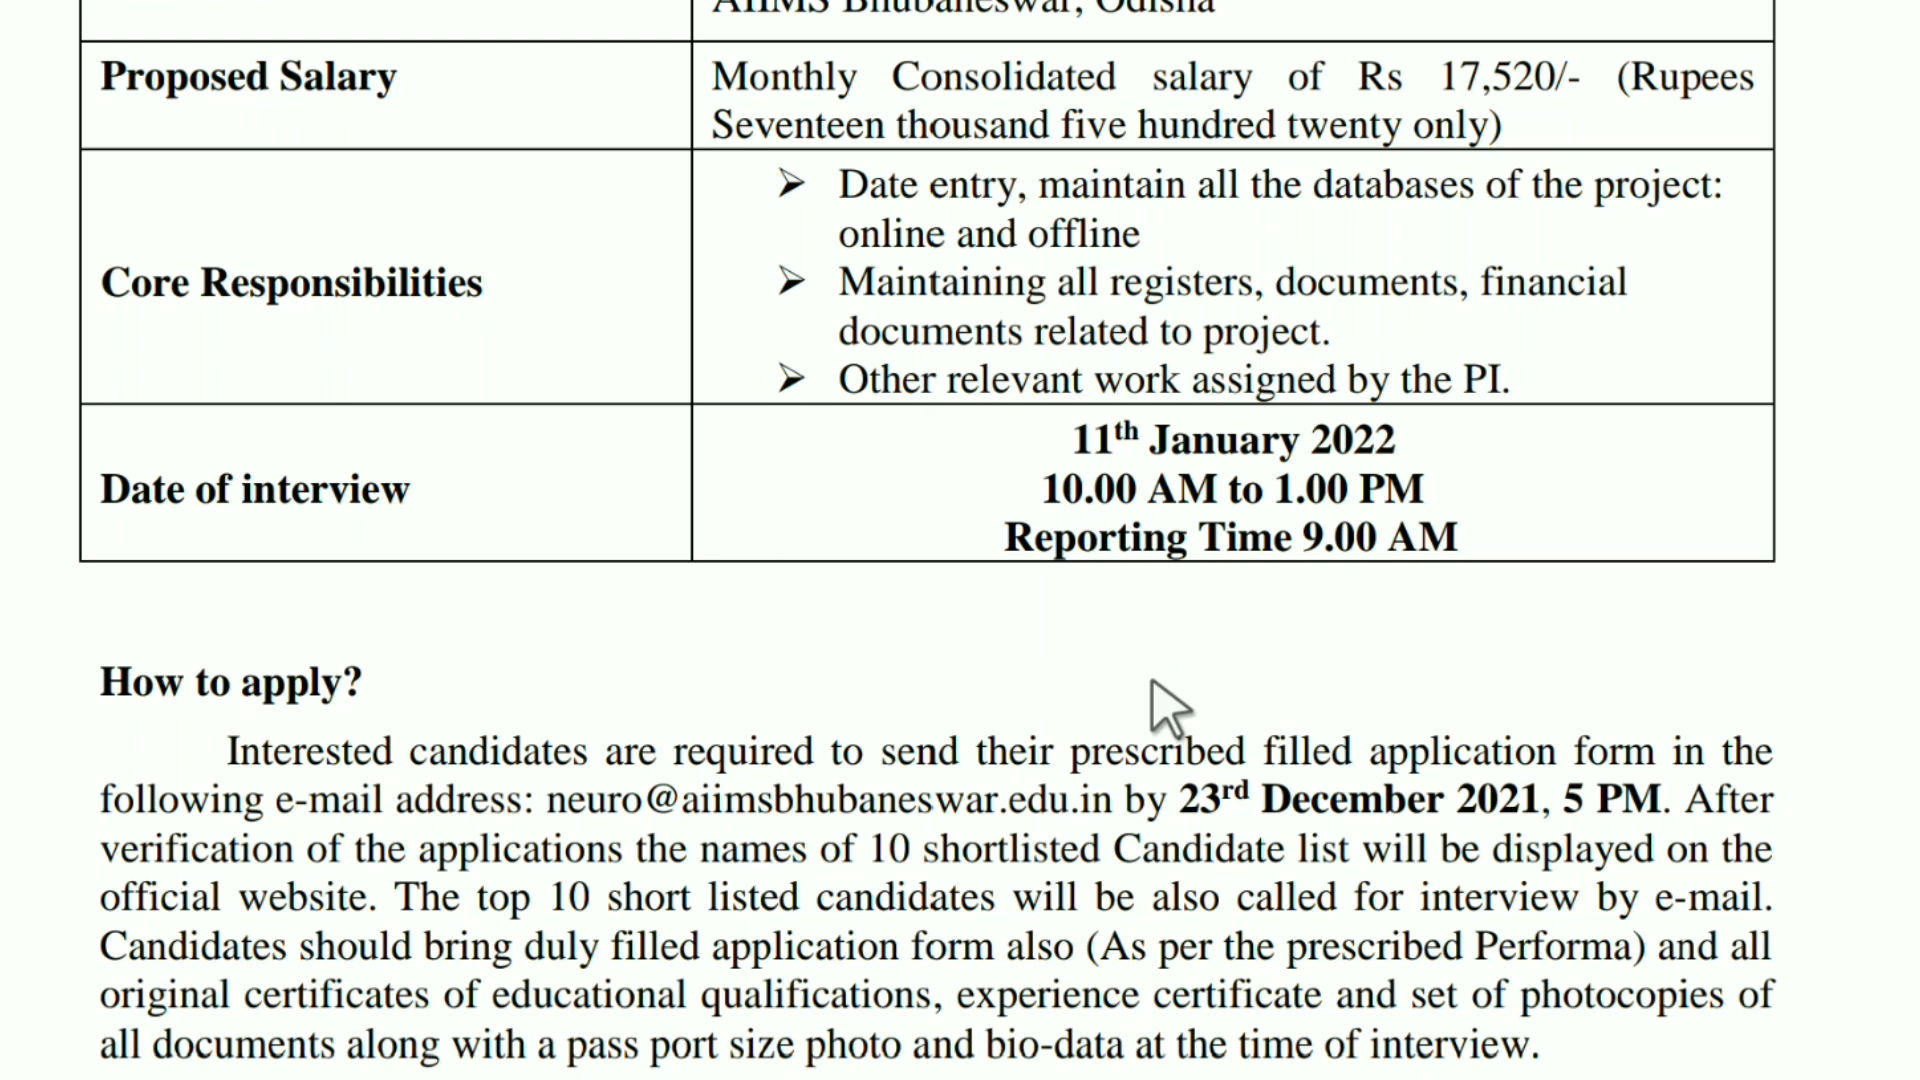 AIIMS Bhubaneswar, Odisha
Proposed Salary
Monthly Consolidated salary of Rs 17,520/- (Rupees
Seventeen thousand five hundred twenty only)
Core Responsibilities
➢ Date entry, maintain all the databases of the project:
online and offline
➢ Maintaining all registers, documents, financial
documents related to project.
➢ Other relevant work assigned by the PI.
Date of interview
11th January 2022
10.00 AM to 1.00 PM
Reporting Time 9.00 AM
How to apply?
Interested candidates are required to send their prescribed filled application form in the
following e-mail address: neuro@aiimsbhubaneswar.edu.in by 23rd December 2021, 5 PM. After
verification of the applications the names of 10 shortlisted Candidate list will be displayed on the
official website. The top 10 short listed candidates will be also called for interview by e-mail.
Candidates should bring duly filled application form also (As per the prescribed Performa) and all
original certificates of educational qualifications, experience certificate and set of photocopies of
all documents along with a pass port size photo and bio-data at the time of interview.